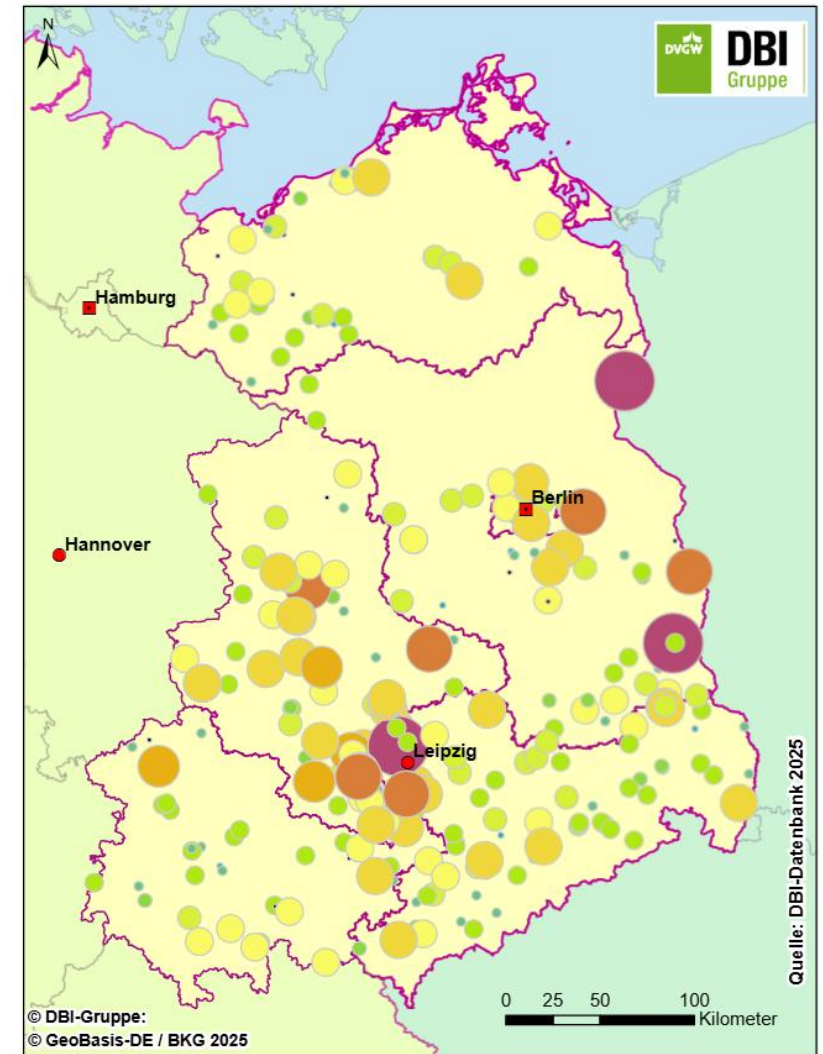 N
DVGW
DBI
Gruppe
Hamburg
Berlin
Hannover
Leipzig
Quelle: DBI-Datenbank 2025
0 25 50 100
Kilometer
© DBI-Gruppe:
© GeoBasis-DE / BKG 2025